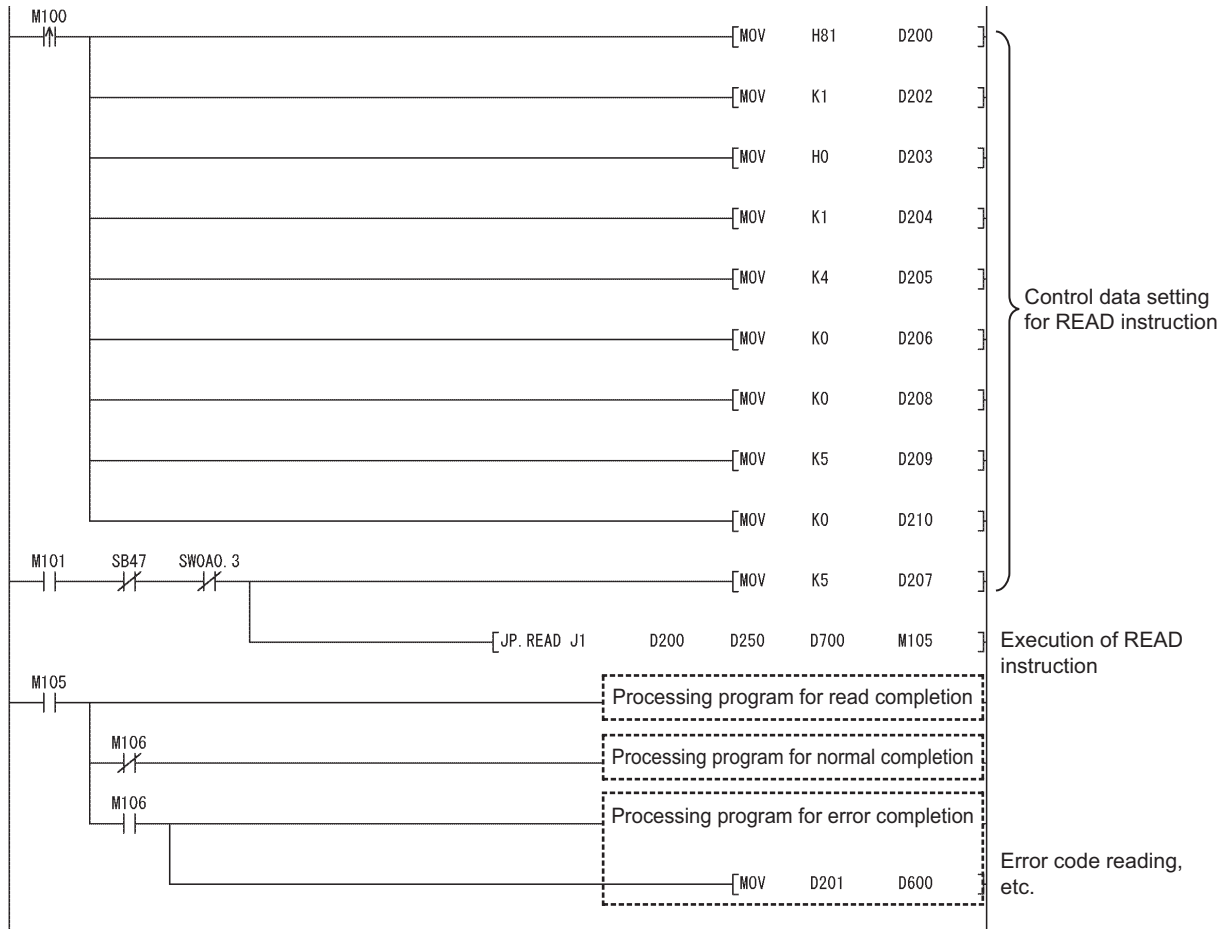 M100
[MOV H81 D200 ]
[MOV K1 D202 ]
[MOV H0 D203 ]
[MOV K1 D204 ]
[MOV K4 D205 ]
Control data setting
for READ instruction
[MOV K0 D206 ]
[MOV K0 D208 ]
[MOV K5 D209 ]
[MOV K0 D210 ]
M101 SB47 SW0A0.3
[MOV K5 D207 ]
[JP.READ J1 D200 D250 D700 M105 ]
Execution of READ
instruction
M105
Processing program for read completion
M106
Processing program for normal completion
M106
Processing program for error completion
[MOV D201 D600 ]
Error code reading,
etc.